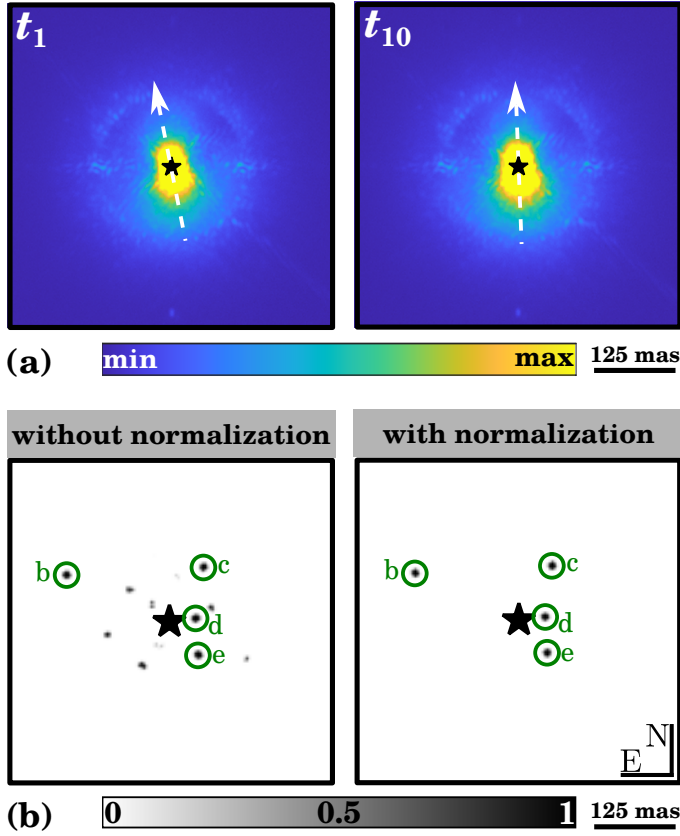 t1
t10
(a)
min
max
125 mas
without normalization
with normalization
b
c
d
e
b
c
d
e
N
E
(b)
0
0.5
1
125 mas